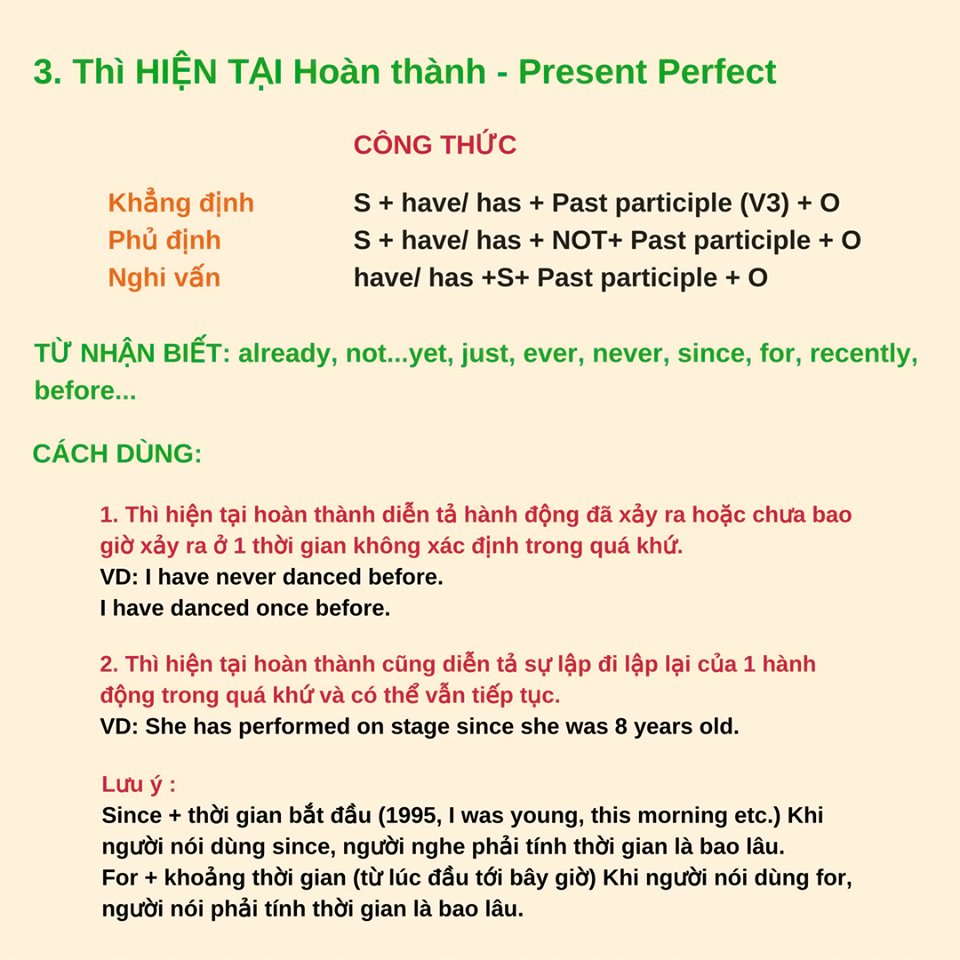 3. Thì HIỆN TẠI Hoàn thành - Present Perfect
CÔNG THỨC
Khẳng định S + have/ has + Past participle (V3) + O
Phủ định S + have/ has + NOT+ Past participle + O
Nghi vấn have/ has +S+ Past participle + O
TỪ NHẬN BIẾT: already, not...yet, just, ever, never, since, for, recently,
before...
CÁCH DÙNG:
1. Thì hiện tại hoàn thành diễn tả hành động đã xảy ra hoặc chưa bao
giờ xảy ra ở 1 thời gian không xác định trong quá khứ.
VD: I have never danced before.
I have danced once before.
2. Thì hiện tại hoàn thành cũng diễn tả sự lập đi lập lại của 1 hành
động trong quá khứ và có thể vẫn tiếp tục.
VD: She has performed on stage since she was 8 years old.
Lưu ý :
Since + thời gian bắt đầu (1995, I was young, this morning etc.) Khi
người nói dùng since, người nghe phải tính thời gian là bao lâu.
For + khoảng thời gian (từ lúc đầu tới bây giờ) Khi người nói dùng for,
người nói phải tính thời gian là bao lâu.